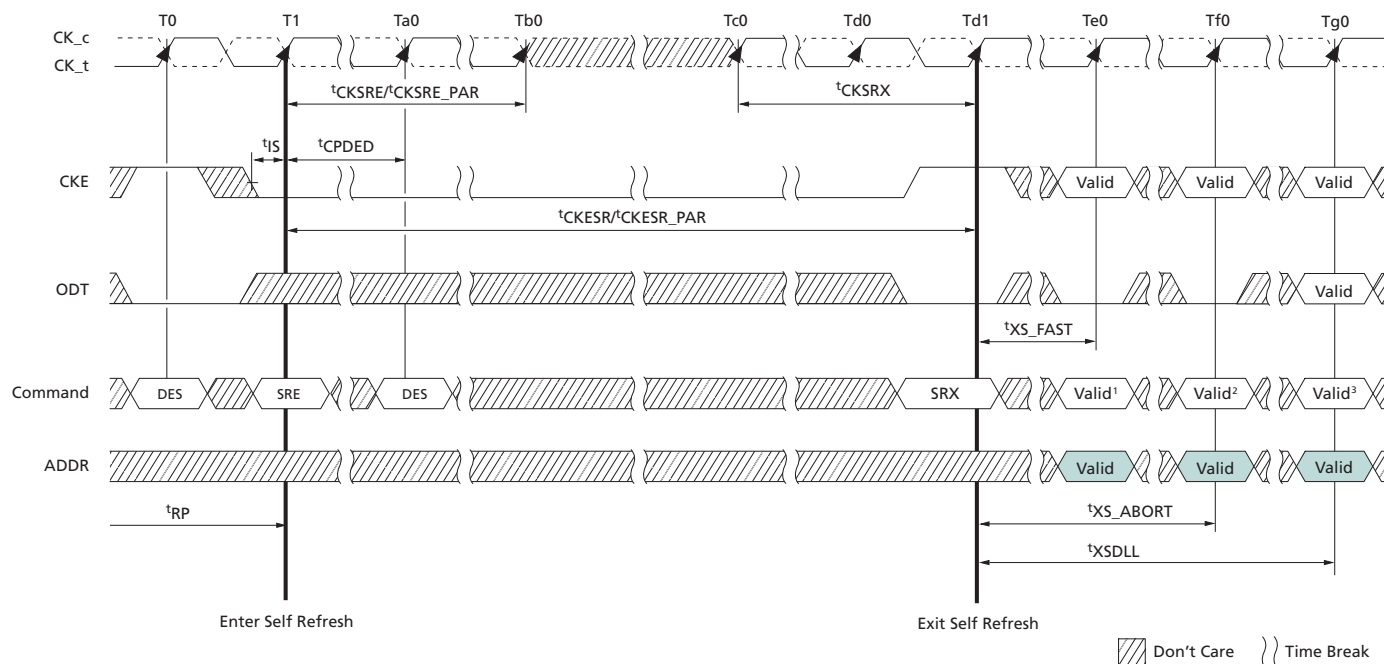 T0 T1 Ta0 Tb0 Tc0 Td0 Td1 Te0 Tf0 Tg0
CK_c
CK_t
tCKSRE/tCKSRE_PAR
tCKSRX
tIS
tCPDED
CKE
Valid Valid Valid
tCKESR/tCKESR_PAR
ODT
Valid
tXS_FAST
Command
DES SRE DES SRX Valid1 Valid2 Valid3
ADDR
Valid Valid Valid
tRP
tXS_ABORT
tXSDLL
Enter Self Refresh
Exit Self Refresh
Don't Care
Time Break